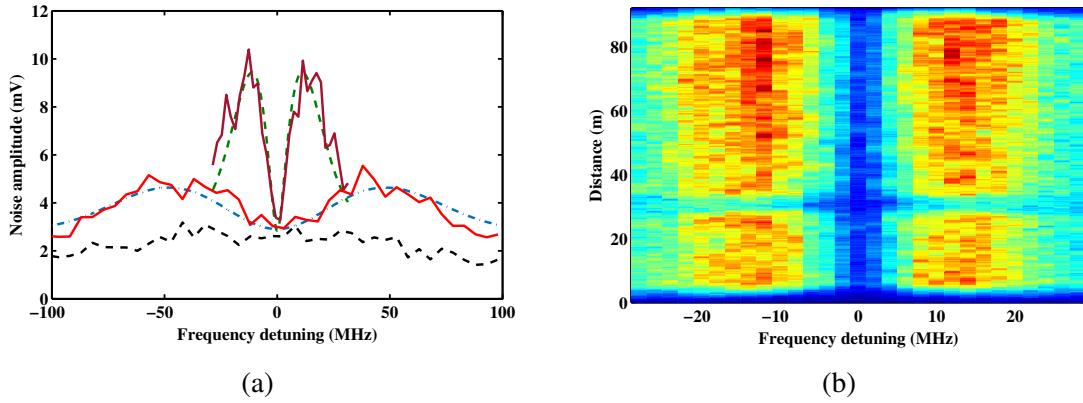 12
10
8
6
4
2
0
Noise amplitude (mV)
−100 −50 0 50 100
Frequency detuning (MHz)
(a)
80
60
40
20
0
Distance (m)
−20 −10 0 10 20
Frequency detuning (MHz)
(b)